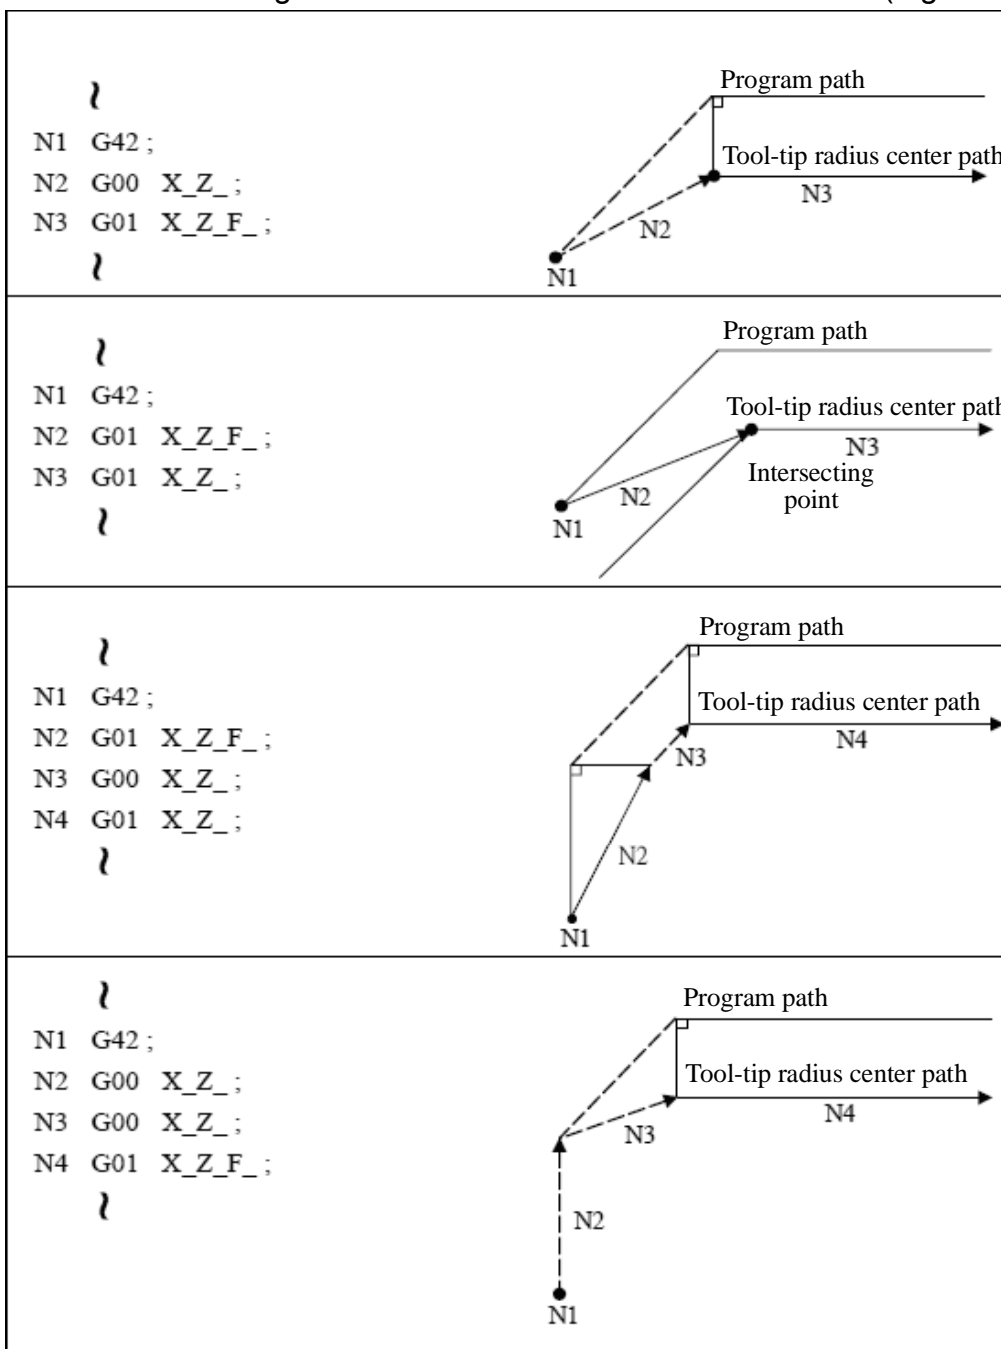 N1 G42 ;
N2 G00 X_Z_ ;
N3 G01 X_Z_F_ ;
Program path
Tool-tip radius center path
N3
N2
N1
N1 G42 ;
N2 G01 X_Z_F_ ;
N3 G01 X_Z_ ;
Program path
Tool-tip radius center path
N3
Intersecting
point
N2
N1
N1 G42 ;
N2 G01 X_Z_F_ ;
N3 G00 X_Z_ ;
N4 G01 X_Z_ ;
Program path
Tool-tip radius center path
N4
N3
N2
N1
N1 G42 ;
N2 G00 X_Z_ ;
N3 G00 X_Z_ ;
N4 G01 X_Z_F_ ;
Program path
Tool-tip radius center path
N4
N3
N2
N1